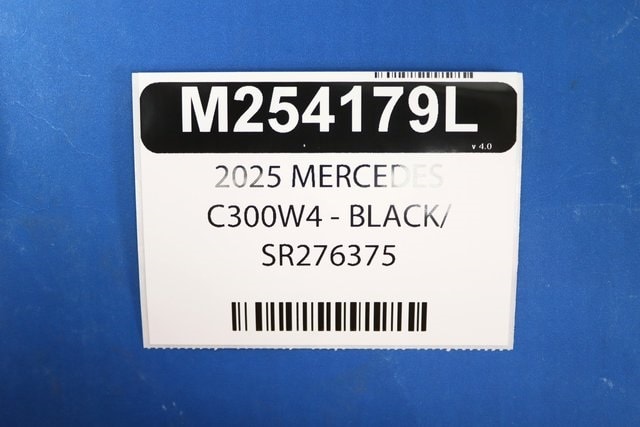 M254179L
v 4.0
2025 MERCEDES
C300W4 - BLACK/
SR276375